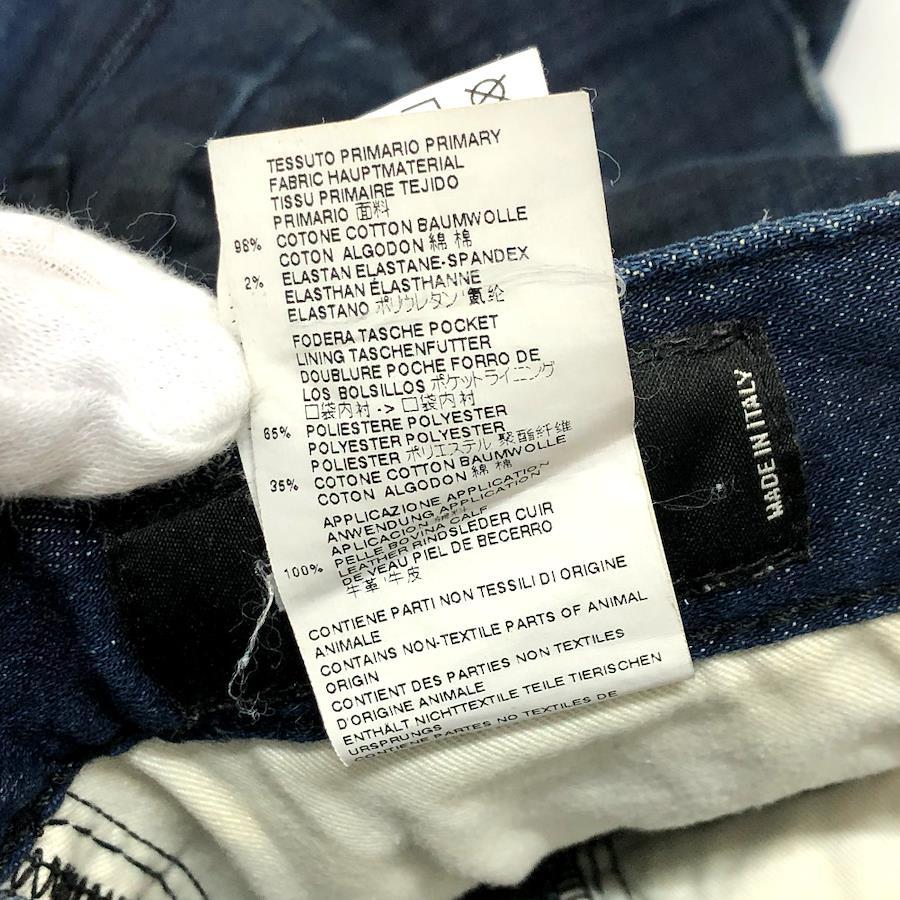 TESSUTO PRIMARIO PRIMARY
FABRIC HAUPTMATERIAL
TISSU PRIMAIRE TEJIDO
PRIMARIO 面料
98% COTONE COTTON BAUMWOLLE
COTON ALGODON 綿 棉
2% ELASTAN ELASTANE-SPANDEX
ELASTHAN ÉLASTHANNE
ELASTANO ポリウレタン 氨纶
FODERA TASCHE POCKET
LINING TASCHENFUTTER
DOUBLURE POCHE FORRO DE
LOS BOLSILLOS ポケットライニング
口袋内衬 -> 口袋内衬
65% POLIESTERE POLYESTER
POLYESTER POLYESTER
POLIESTER ポリエステル 聚酯纤维
35% COTONE COTTON BAUMWOLLE
COTON ALGODON 綿 棉
APPLICAZIONE APPLICATION
ANWENDUNG APPLICATION
APLICACION
PELLE BOVINA CALF
100% LEATHER RINDSLEDER CUIR
DE VEAU PIEL DE BECERRO
牛革 牛皮
CONTIENE PARTI NON TESSILI DI ORIGINE
ANIMALE
CONTAINS NON-TEXTILE PARTS OF ANIMAL
ORIGIN
CONTIENT DES PARTIES NON TEXTILES
D'ORIGINE ANIMALE
ENTHÄLT NICHTTEXTILE TEILE TIERISCHEN
URSPRUNGS
CONTIENE PARTES NO TEXTILES DE
MADE IN ITALY